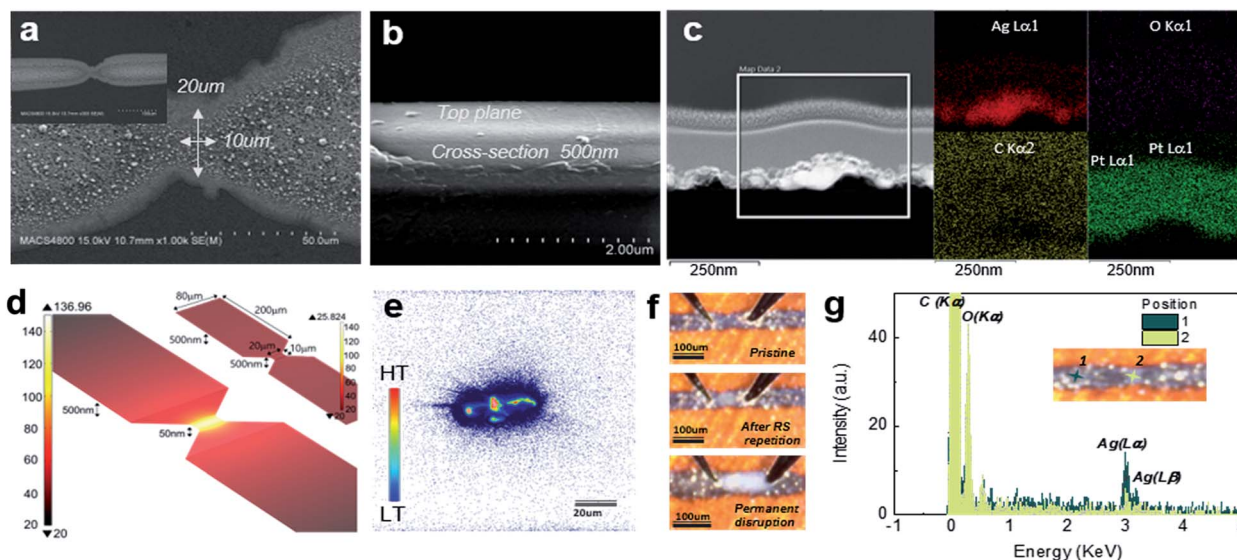 a
20um
10um
MACS4800 15.0kV 10.7mm x1.00k SE(M)
50.0um
b
Top plane
Cross-section 500nm
2.00um
c
Map Data 2
250nm
Ag Lα1
O Kα1
C Kα2
Pt Lα1
Pt Lα1
250nm
250nm
d
▲136.96
140
120
100
80
60
40
20
▼20
80μm
200μm
500nm
20μm
10μm
500nm
▲25.824
140
120
100
80
60
40
20
▼20
500nm
50nm
e
HT
LT
20um
f
100um
Pristine
100um
After RS
repetition
100um
Permanent
disruption
g
C (Kα)
O(Kα)
Position
1
2
1
2
Ag(Lα)
Ag(Lβ)
Intensity (a.u.)
40
20
0
-1
0
1
2
3
4
Energy (KeV)